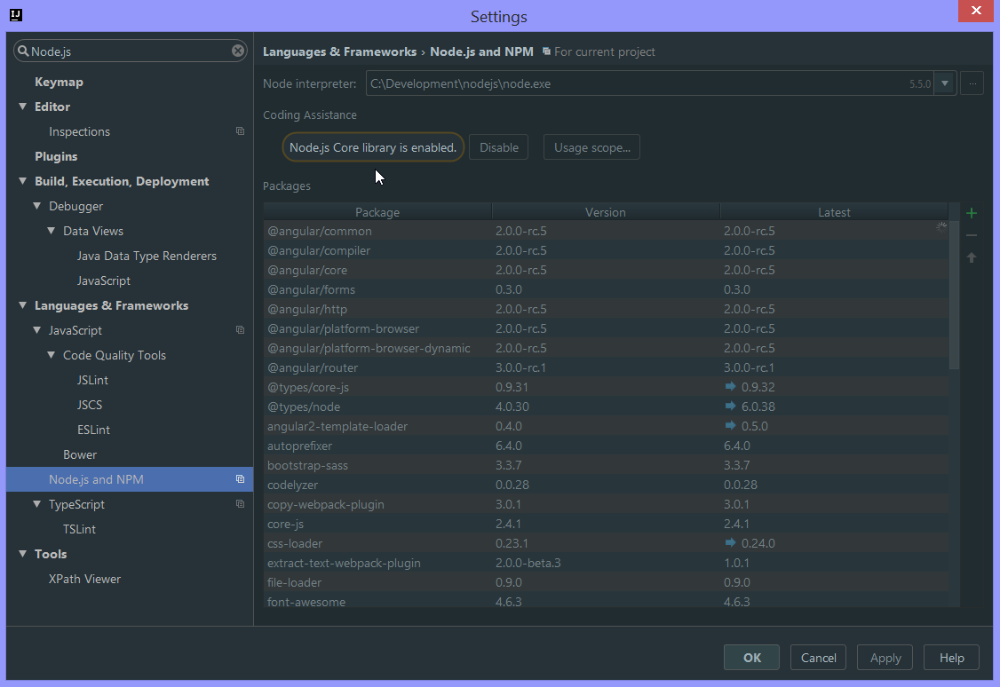 IJ
Settings
Node.js
Keymap
Editor
Inspections
Plugins
Build, Execution, Deployment
Debugger
Data Views
Java Data Type Renderers
JavaScript
Languages & Frameworks
JavaScript
Code Quality Tools
JSLint
JSCS
ESLint
Bower
Node.js and NPM
TypeScript
TSLint
Tools
XPath Viewer
Languages & Frameworks › Node.js and NPM For current project
Node interpreter: C:\Development\nodejs\node.exe 5.5.0 ...
Coding Assistance
Node.js Core library is enabled. Disable Usage scope...
Packages
Package Version Latest
@angular/common 2.0.0-rc.5 2.0.0-rc.5
@angular/compiler 2.0.0-rc.5 2.0.0-rc.5
@angular/core 2.0.0-rc.5 2.0.0-rc.5
@angular/forms 0.3.0 0.3.0
@angular/http 2.0.0-rc.5 2.0.0-rc.5
@angular/platform-browser 2.0.0-rc.5 2.0.0-rc.5
@angular/platform-browser-dynamic 2.0.0-rc.5 2.0.0-rc.5
@angular/router 3.0.0-rc.1 3.0.0-rc.1
@types/core-js 0.9.31 0.9.32
@types/node 4.0.30 6.0.38
angular2-template-loader 0.4.0 0.5.0
autoprefixer 6.4.0 6.4.0
bootstrap-sass 3.3.7 3.3.7
codelyzer 0.0.28 0.0.28
copy-webpack-plugin 3.0.1 3.0.1
core-js 2.4.1 2.4.1
css-loader 0.23.1 0.24.0
extract-text-webpack-plugin 2.0.0-beta.3 1.0.1
file-loader 0.9.0 0.9.0
font-awesome 4.6.3 4.6.3
OK Cancel Apply Help